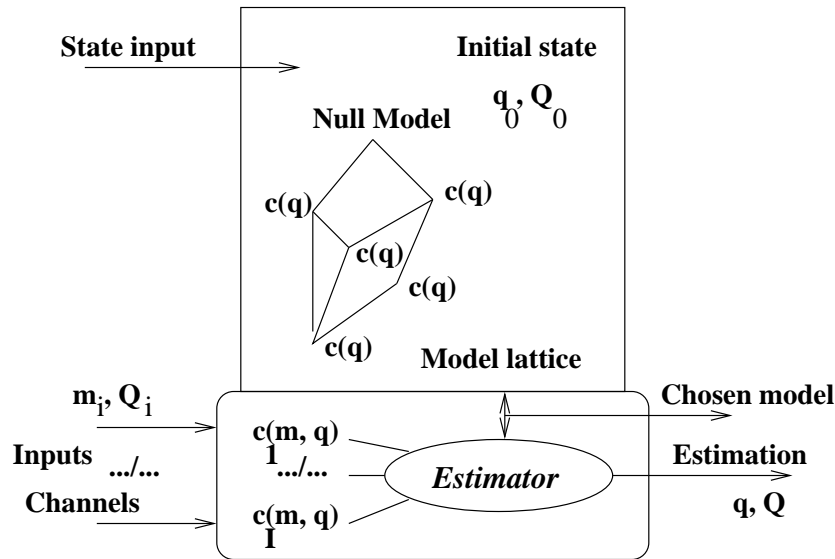 State input
Initial state
q0, Q0
Null Model
c(q)
c(q)
c(q)
c(q)
c(q)
Model lattice
mi, Qi
Chosen model
c(m, q)
1
Inputs
.../...
.../...
Estimator
Estimation
Channels
c(m, q)
I
q, Q